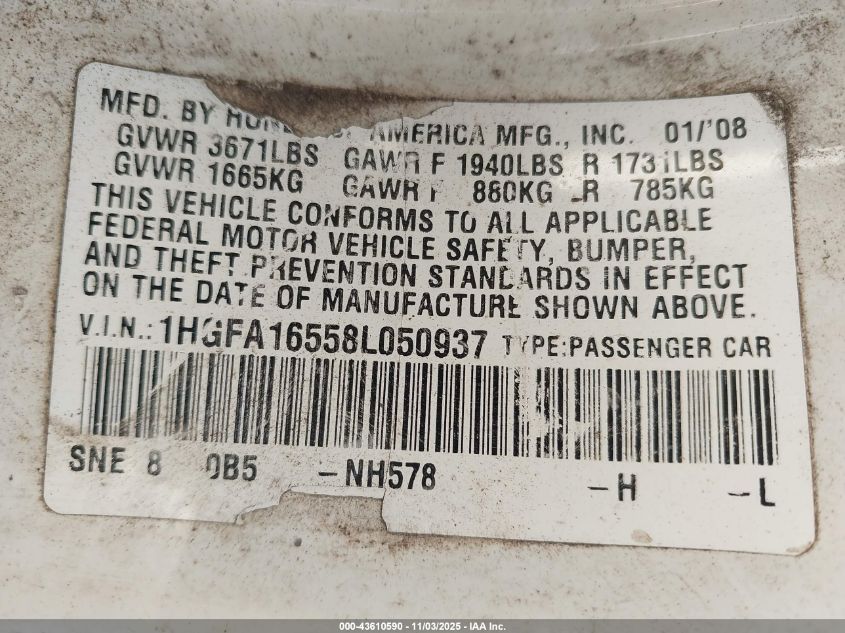 MFD. BY HON AMERICA MFG., INC. 01/'08
GVWR 3671LBS GAWR F 1940LBS R 1731LBS
GVWR 1665KG GAWR F 880KG R 785KG
THIS VEHICLE CONFORMS TO ALL APPLICABLE
FEDERAL MOTOR VEHICLE SAFETY, BUMPER,
AND THEFT PREVENTION STANDARDS IN EFFECT
ON THE DATE OF MANUFACTURE SHOWN ABOVE.
V.I.N.: 1HGFA16558L050937 TYPE:PASSENGER CAR
SNE 8 0B5 -NH578 -H -L
000-43610590 - 11/03/2025 - IAA Inc.